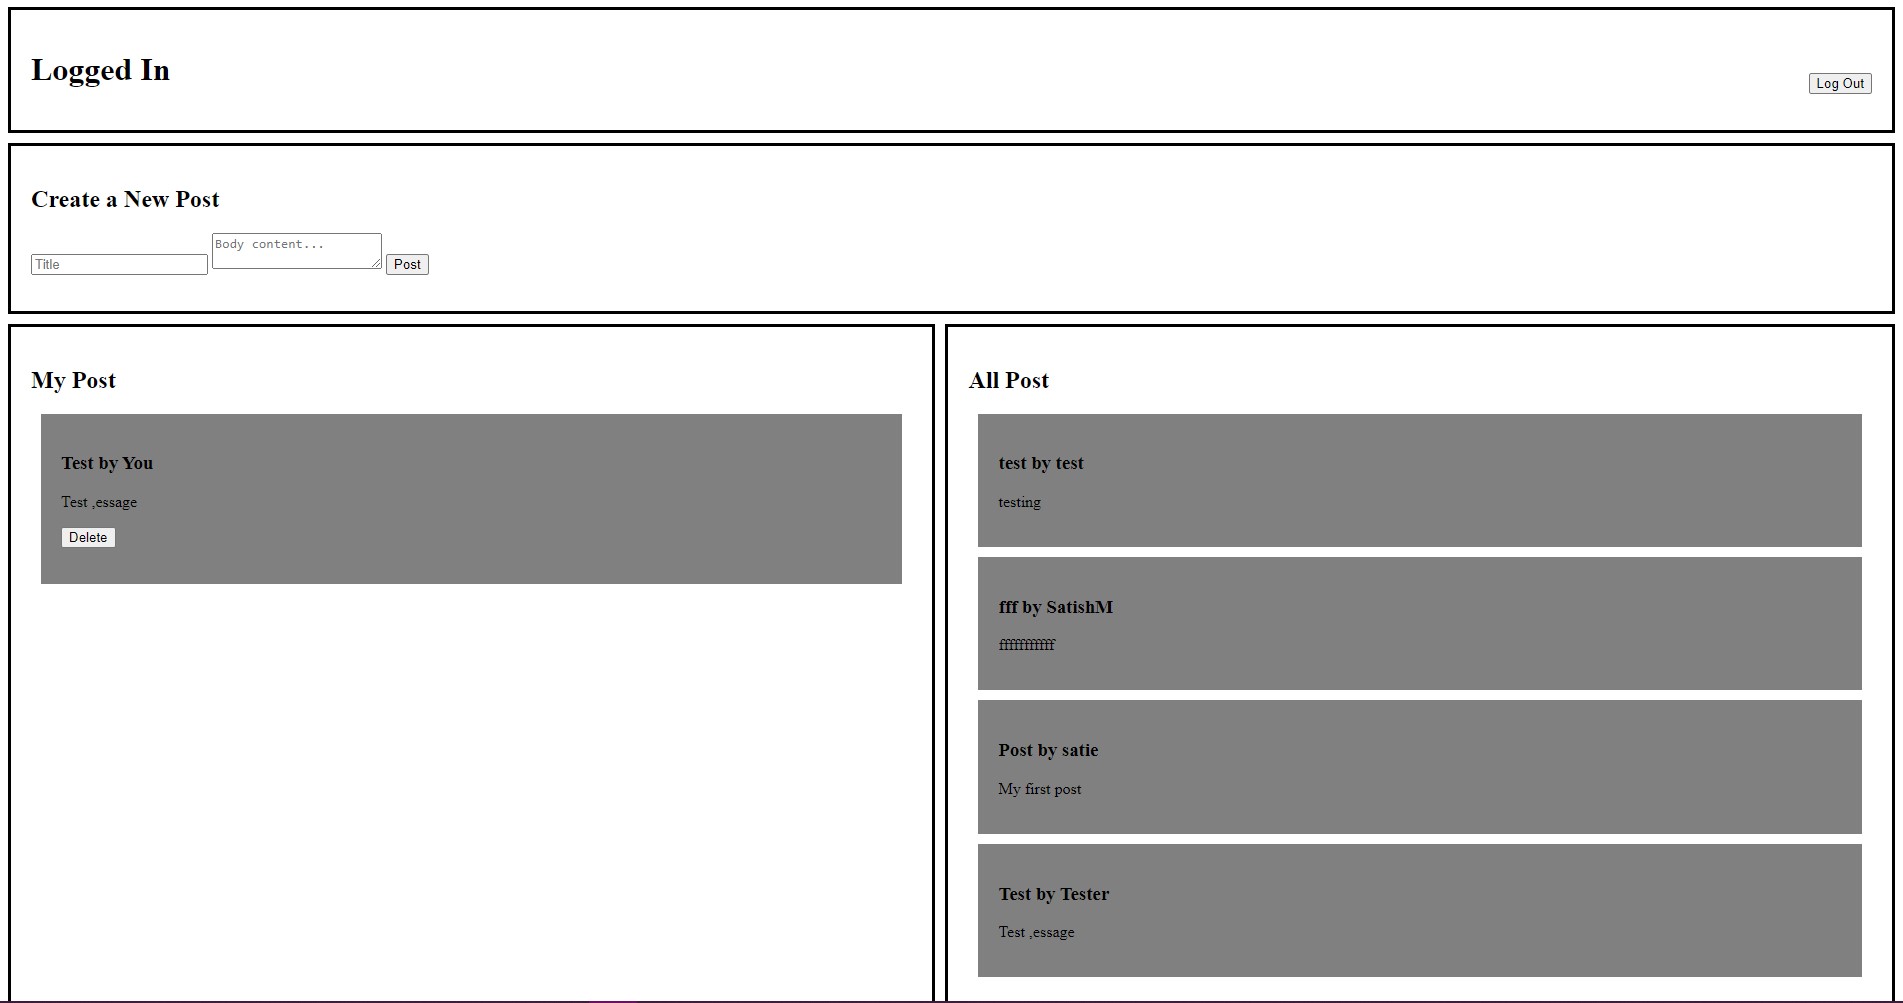 Logged In
Log Out
Create a New Post
Title
Body content...
Post
My Post
Test by You
Test ,essage
Delete
All Post
test by test
testing
fff by SatishM
fffffffffff
Post by satie
My first post
Test by Tester
Test ,essage